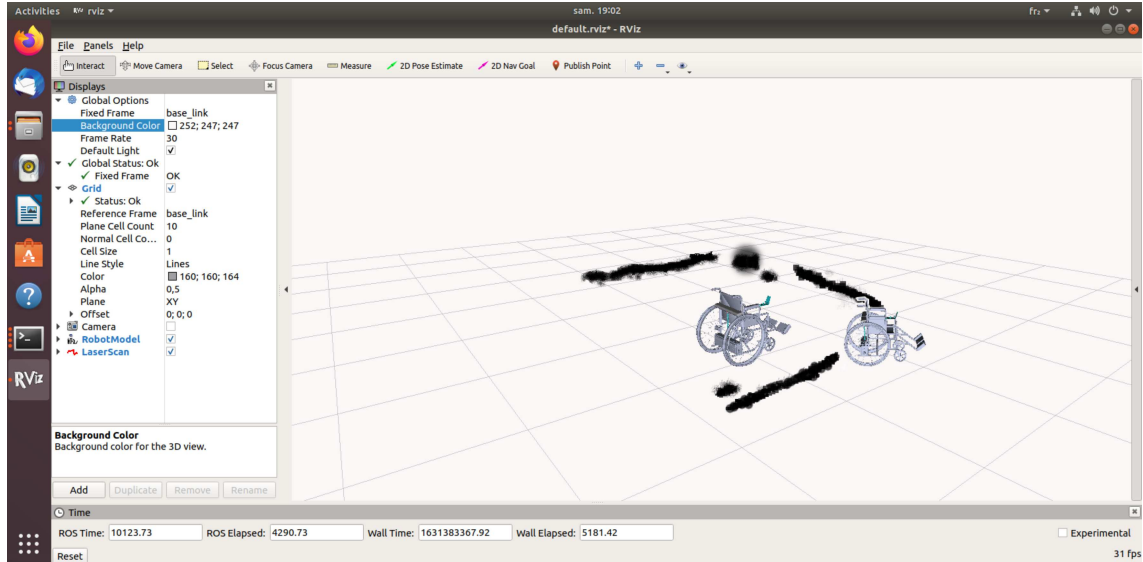 Activities RViz rviz sam. 19:02 fr₂
default.rviz* - RViz
File Panels Help
Interact Move Camera Select Focus Camera Measure 2D Pose Estimate 2D Nav Goal Publish Point
Displays
Global Options
Fixed Frame base_link
Background Color 252; 247; 247
Frame Rate 30
Default Light ✓
✓ Global Status: Ok
✓ Fixed Frame OK
Grid ✓
✓ Status: Ok
Reference Frame base_link
Plane Cell Count 10
Normal Cell Co... 0
Cell Size 1
Line Style Lines
Color 160; 160; 164
Alpha 0,5
Plane XY
Offset 0; 0; 0
Camera
RobotModel ✓
LaserScan ✓
RViz
Background Color
Background color for the 3D view.
Add Duplicate Remove Rename
Time
ROS Time: 10123.73 ROS Elapsed: 4290.73 Wall Time: 1631383367.92 Wall Elapsed: 5181.42 Experimental
Reset 31 fps